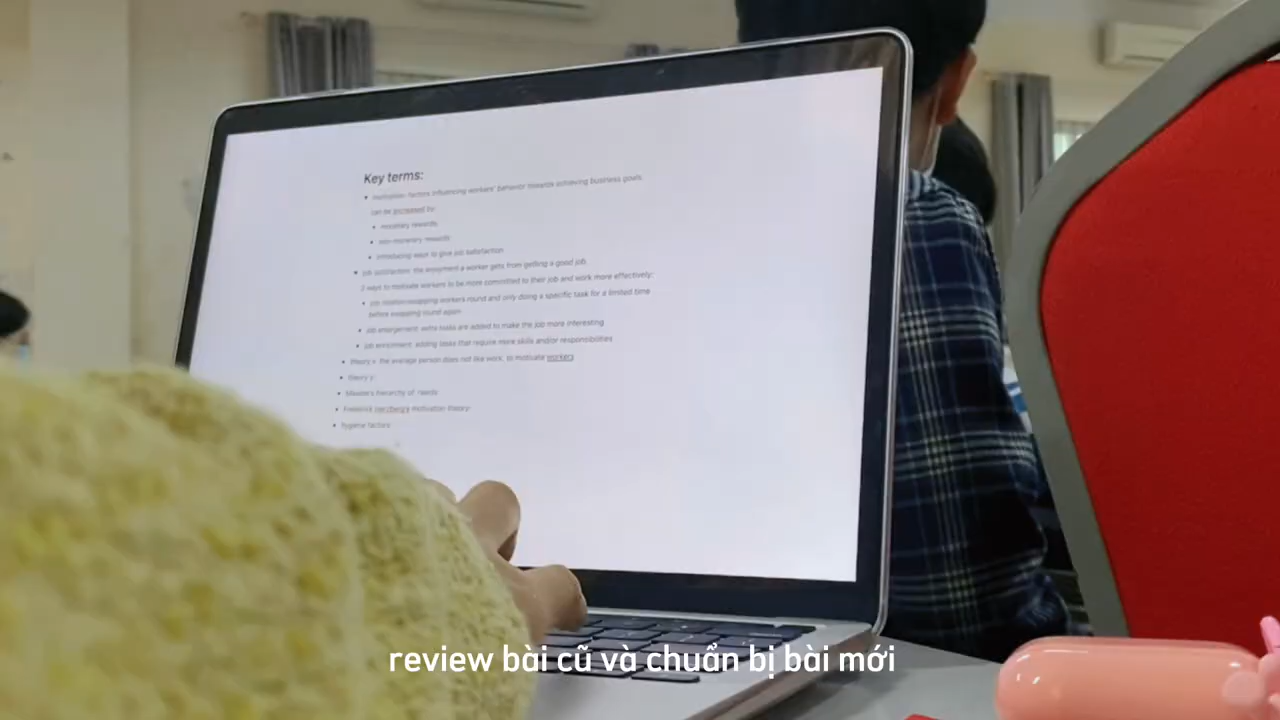 Key terms:
motivation: factors influencing workers' behavior towards achieving business goals
can be increased by:
monetary rewards
non-monetary rewards
introducing ways to give job satisfaction
job satisfaction: the enjoyment a worker gets from getting a good job.
2 ways to motivate workers to be more committed to their job and work more effectively:
job rotation:swapping workers round and only doing a specific task for a limited time
before swapping round again
job enlargement: extra tasks are added to make the job more interesting
job enrichment: adding tasks that require more skills and/or responsibilities
theory x: the average person does not like work, to motivate workers
theory y:
Maslow's hierarchy of needs
Frederick Herzberg's motivation theory:
hygiene factors
review bài cũ và chuẩn bị bài mới